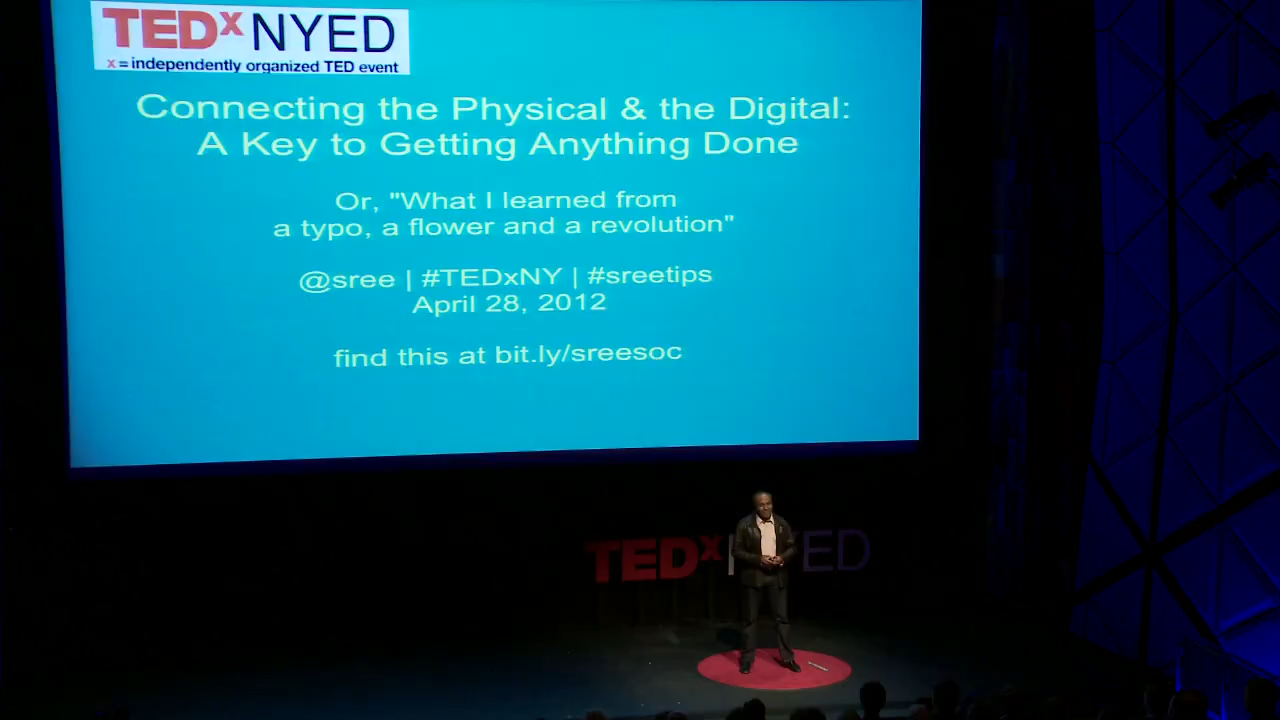 TEDx NYED
x = independently organized TED event
Connecting the Physical & the Digital:
A Key to Getting Anything Done
Or, "What I learned from
a typo, a flower and a revolution"
@sree | #TEDxNY | #sreetips
April 28, 2012
find this at bit.ly/sreesoc
TEDx NYED